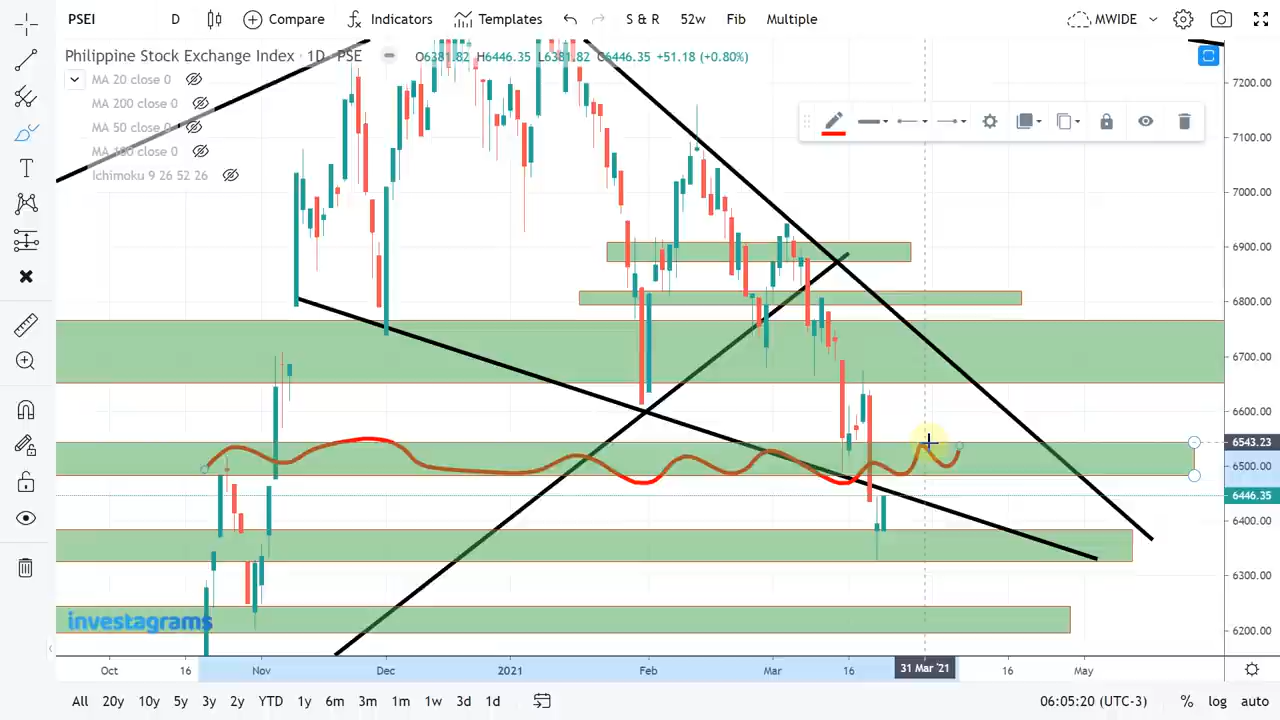 PSEI D Compare Indicators Templates S & R 52w Fib Multiple MWIDE
Philippine Stock Exchange Index · 1D · PSE O6381.82 H6446.35 L6381.82 C6446.35 +51.18 (+0.80%)
MA 20 close 0
MA 200 close 0
MA 50 close 0
MA 100 close 0
Ichimoku 9 26 52 26
7200.00
7100.00
7000.00
6900.00
6800.00
6700.00
6600.00
6543.23
6500.00
6446.35
6400.00
6300.00
6200.00
investagrams
Oct 16 Nov Dec 2021 Feb Mar 16 31 Mar '21 16 May
All 20y 10y 5y 3y 2y YTD 1y 6m 3m 1m 1w 3d 1d 06:05:20 (UTC-3) % log auto